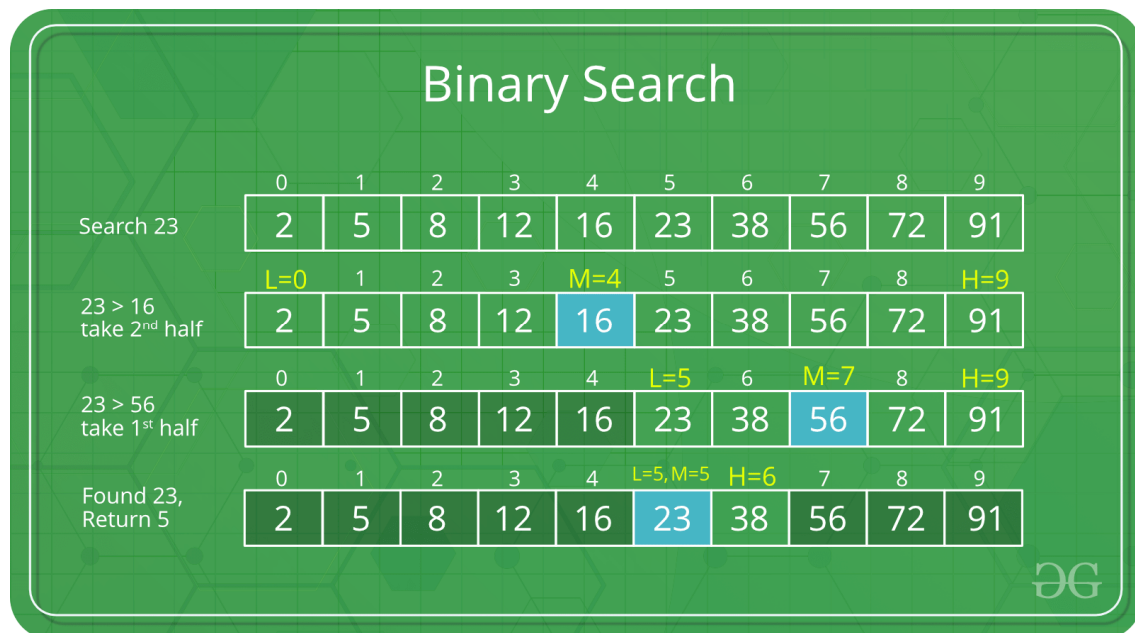 Binary Search
0 1 2 3 4 5 6 7 8 9
Search 23 2 5 8 12 16 23 38 56 72 91
L=0 1 2 3 M=4 5 6 7 8 H=9
23 > 16
take 2nd half 2 5 8 12 16 23 38 56 72 91
0 1 2 3 4 L=5 6 M=7 8 H=9
23 > 56
take 1st half 2 5 8 12 16 23 38 56 72 91
0 1 2 3 4 L=5, M=5 H=6 7 8 9
Found 23,
Return 5 2 5 8 12 16 23 38 56 72 91